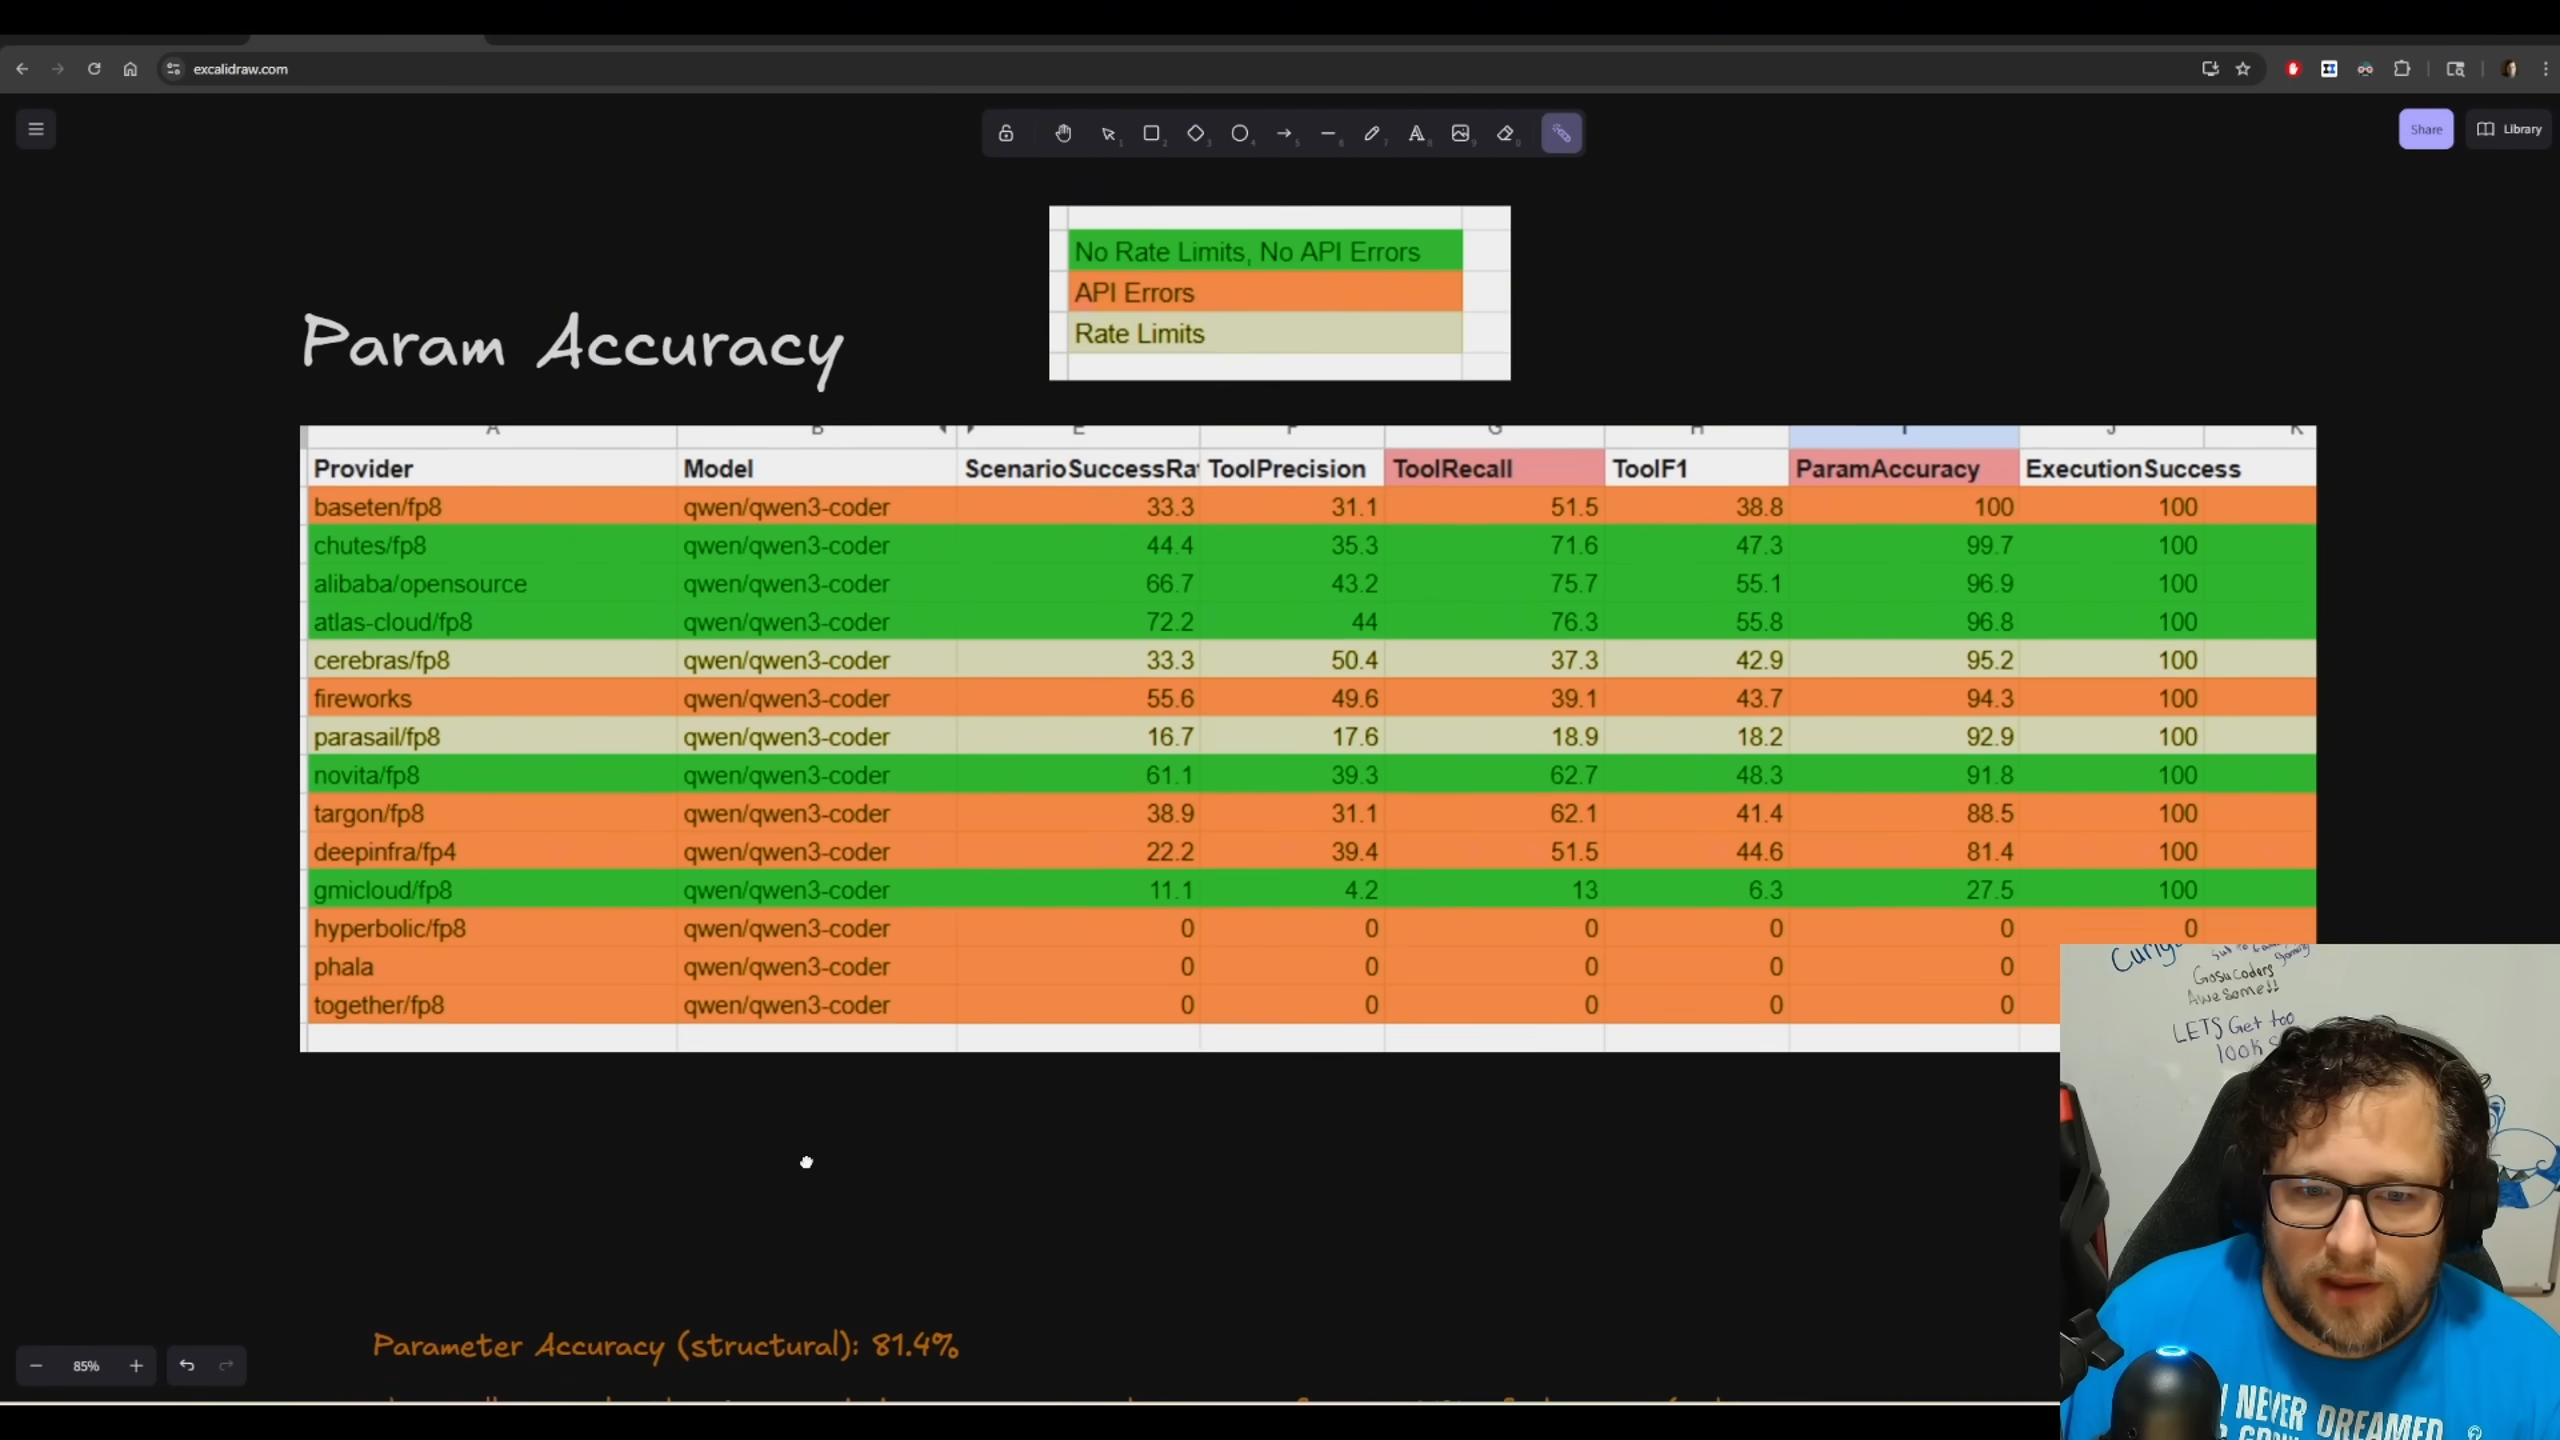 excalidraw.com
Share
Library
1
2
3
4
5
6
7
8
9
0
No Rate Limits, No API Errors
API Errors
Rate Limits
Param Accuracy
A B E F G H I J K
Provider Model ScenarioSuccessRa ToolPrecision ToolRecall ToolF1 ParamAccuracy ExecutionSuccess
baseten/fp8 qwen/qwen3-coder 33.3 31.1 51.5 38.8 100 100
chutes/fp8 qwen/qwen3-coder 44.4 35.3 71.6 47.3 99.7 100
alibaba/opensource qwen/qwen3-coder 66.7 43.2 75.7 55.1 96.9 100
atlas-cloud/fp8 qwen/qwen3-coder 72.2 44 76.3 55.8 96.8 100
cerebras/fp8 qwen/qwen3-coder 33.3 50.4 37.3 42.9 95.2 100
fireworks qwen/qwen3-coder 55.6 49.6 39.1 43.7 94.3 100
parasail/fp8 qwen/qwen3-coder 16.7 17.6 18.9 18.2 92.9 100
novita/fp8 qwen/qwen3-coder 61.1 39.3 62.7 48.3 91.8 100
targon/fp8 qwen/qwen3-coder 38.9 31.1 62.1 41.4 88.5 100
deepinfra/fp4 qwen/qwen3-coder 22.2 39.4 51.5 44.6 81.4 100
gmicloud/fp8 qwen/qwen3-coder 11.1 4.2 13 6.3 27.5 100
hyperbolic/fp8 qwen/qwen3-coder 0 0 0 0 0 0
phala qwen/qwen3-coder 0 0 0 0 0
together/fp8 qwen/qwen3-coder 0 0 0 0 0
Gosucoders
Awesome!!
LETS Get too
look
Parameter Accuracy (structural): 81.4%
85%
NEVER DREAMED